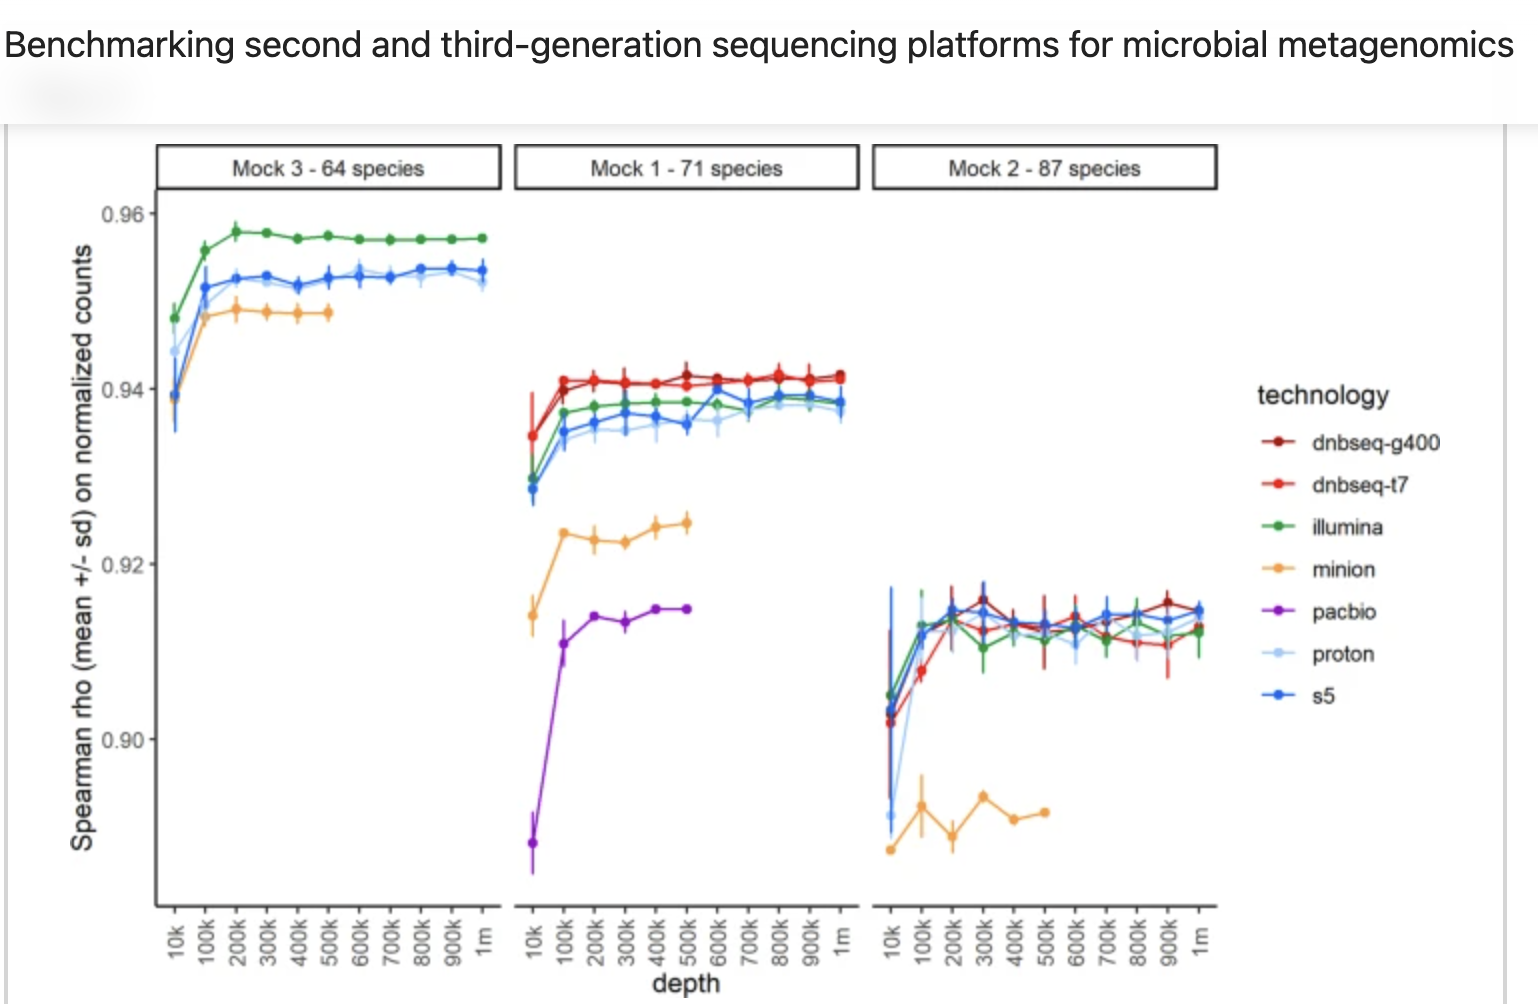 Benchmarking second and third-generation sequencing platforms for microbial metagenomics
Mock 3 - 64 species
Mock 1 - 71 species
Mock 2 - 87 species
Spearman rho (mean +/- sd) on normalized counts
0.96
0.94
0.92
0.90
10k
100k
200k
300k
400k
500k
600k
700k
800k
900k
1m
10k
100k
200k
300k
400k
500k
600k
700k
800k
900k
1m
10k
100k
200k
300k
400k
500k
600k
700k
800k
900k
1m
depth
technology
dnbseq-g400
dnbseq-t7
illumina
minion
pacbio
proton
s5